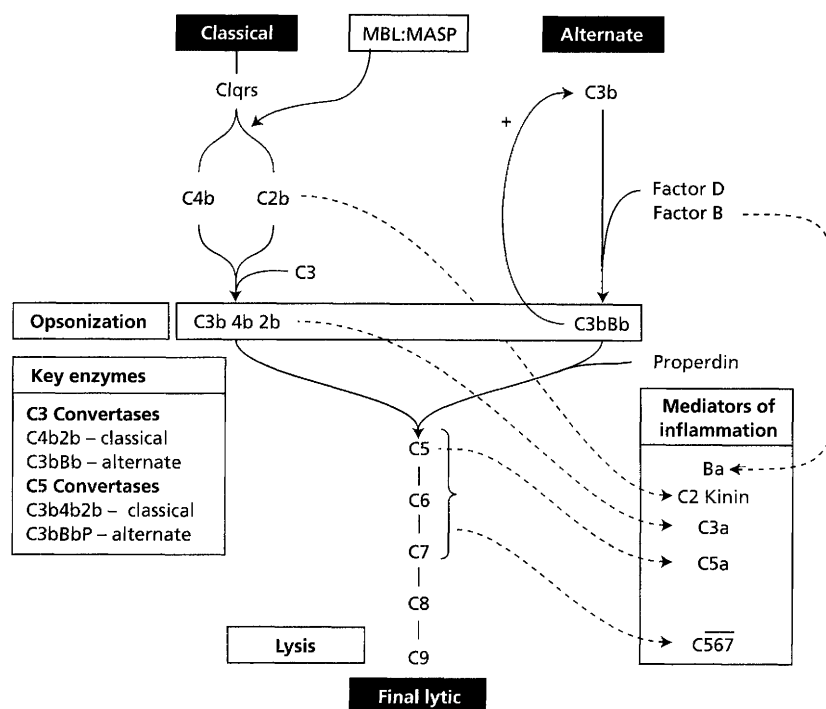 Classical
MBL:MASP
Alternate
Clqrs
C3b
+
C4b
C2b
Factor D
Factor B
C3
Opsonization
C3b 4b 2b
C3bBb
Properdin
Key enzymes
C3 Convertases
C4b2b – classical
C3bBb – alternate
C5 Convertases
C3b4b2b – classical
C3bBbP – alternate
C5
C6
C7
C8
C9
Lysis
Final lytic
Mediators of
inflammation
Ba
C2 Kinin
C3a
C5a
C567